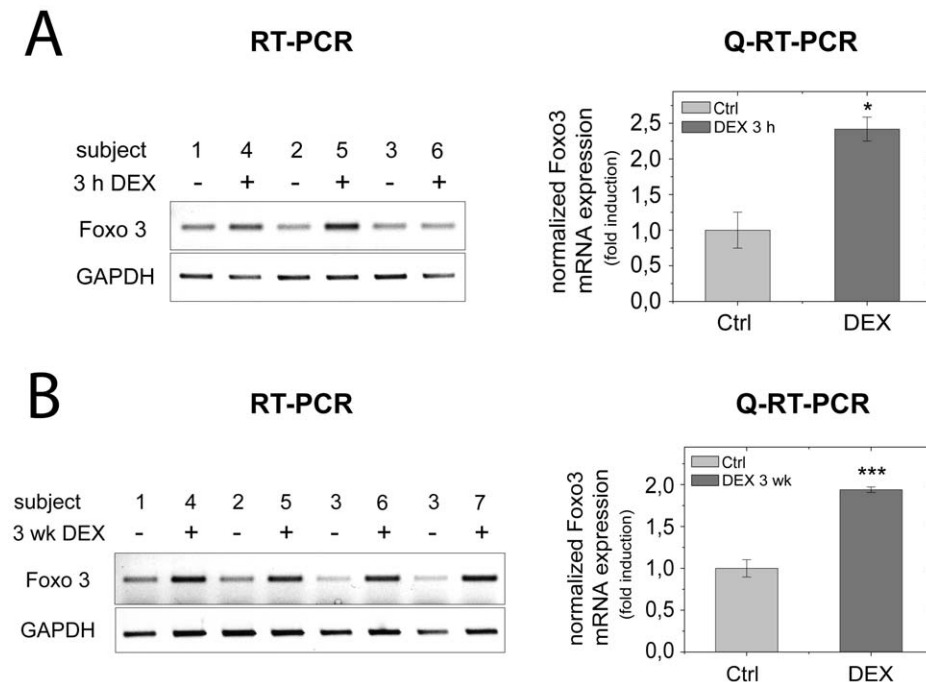 A
RT-PCR
subject 1 4 2 5 3 6
3 h DEX - + - + - +
Foxo 3
GAPDH
Q-RT-PCR
normalized Foxo3
mRNA expression
(fold induction)
2,5
2,0
1,0
0,5
0,0
Ctrl
DEX 3 h
*
Ctrl DEX
B
RT-PCR
subject 1 4 2 5 3 6 3 7
3 wk DEX - + - + - + - +
Foxo 3
GAPDH
Q-RT-PCR
normalized Foxo3
mRNA expression
(fold induction)
2,0
1,0
0,5
0,0
Ctrl
DEX 3 wk
***
Ctrl DEX